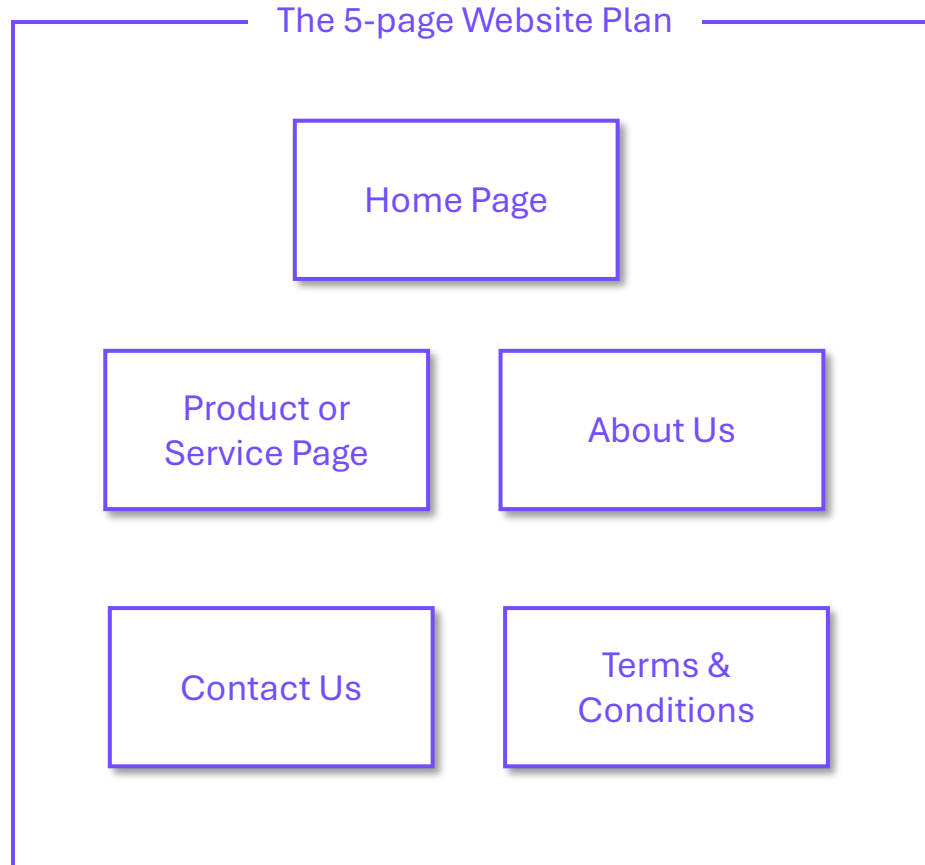 The 5-page Website Plan
Home Page
Product or
Service Page
About Us
Contact Us
Terms &
Conditions